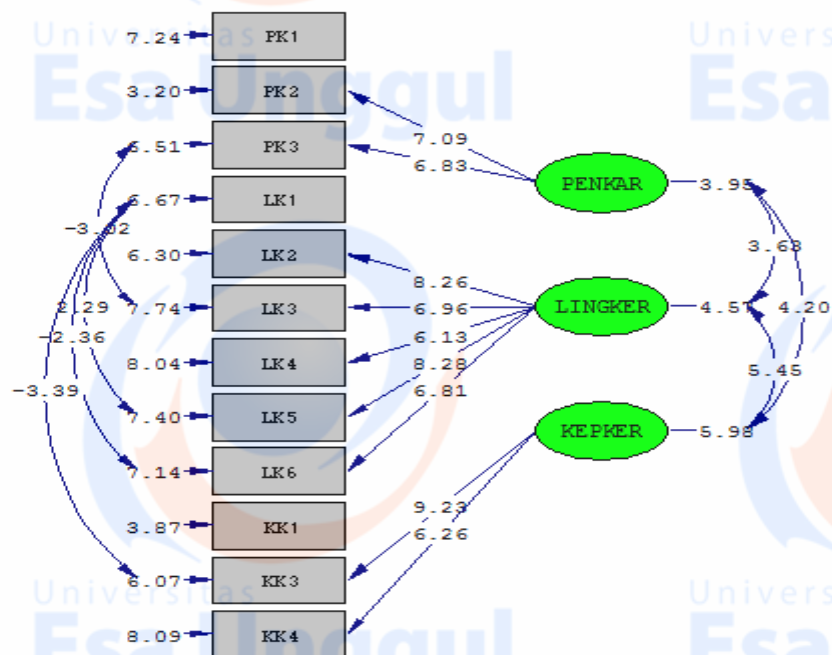 Universitas
Esa Unggul
Univers
Esa
7.24 PK1
3.20 PK2
7.09
6.51 PK3
6.83
PENKAR 3.95
6.67 LK1
-3.02
3.63
6.30 LK2
8.26
7.74 LK3
2.29
6.96
LINGKER 4.57
4.20
-2.36
6.13
8.04 LK4
8.28
5.45
-3.39
6.81
7.40 LK5
KEPKER 5.98
7.14 LK6
9.23
3.87 KK1
6.26
6.07 KK3
Universitas
Univers
8.09 KK4
Esa Unggul
Esa